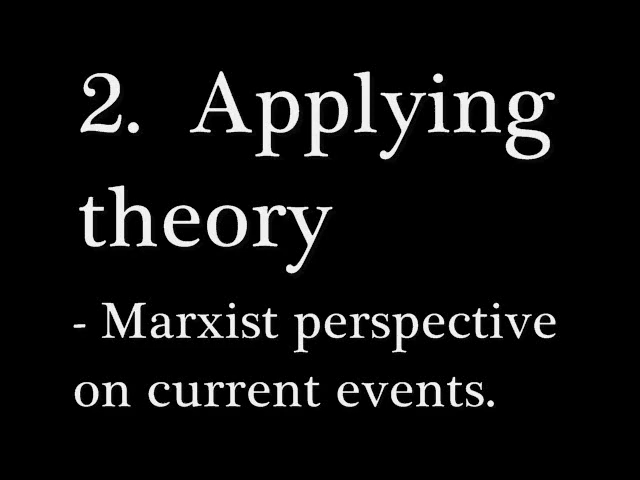 2. Applying
theory
- Marxist perspective
on current events.